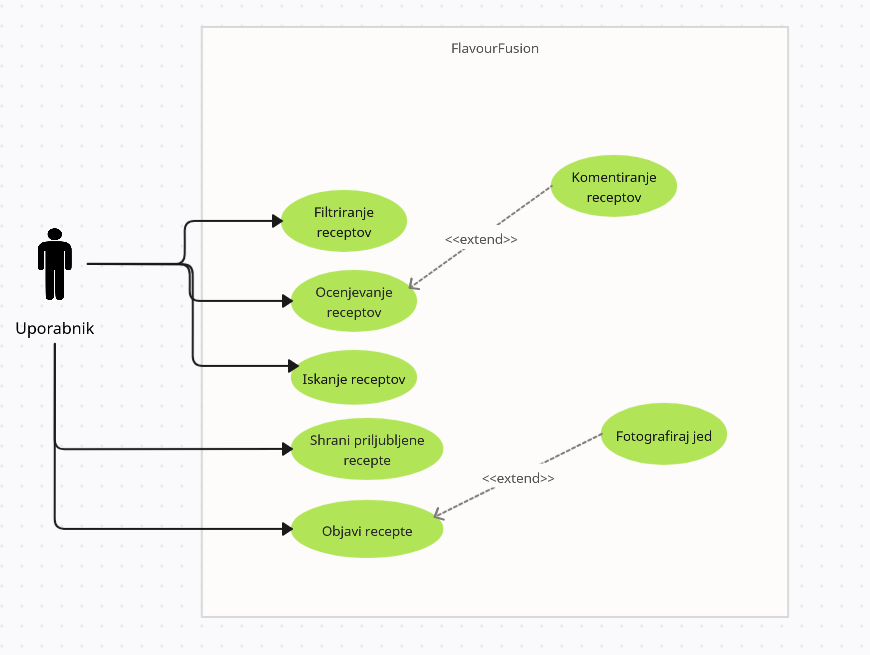 FlavourFusion
Komentiranje
receptov
Filtriranje
receptov
<<extend>>
Ocenjevanje
receptov
Uporabnik
Iskanje receptov
Shrani priljubljene
recepte
Fotografiraj jed
<<extend>>
Objavi recepte